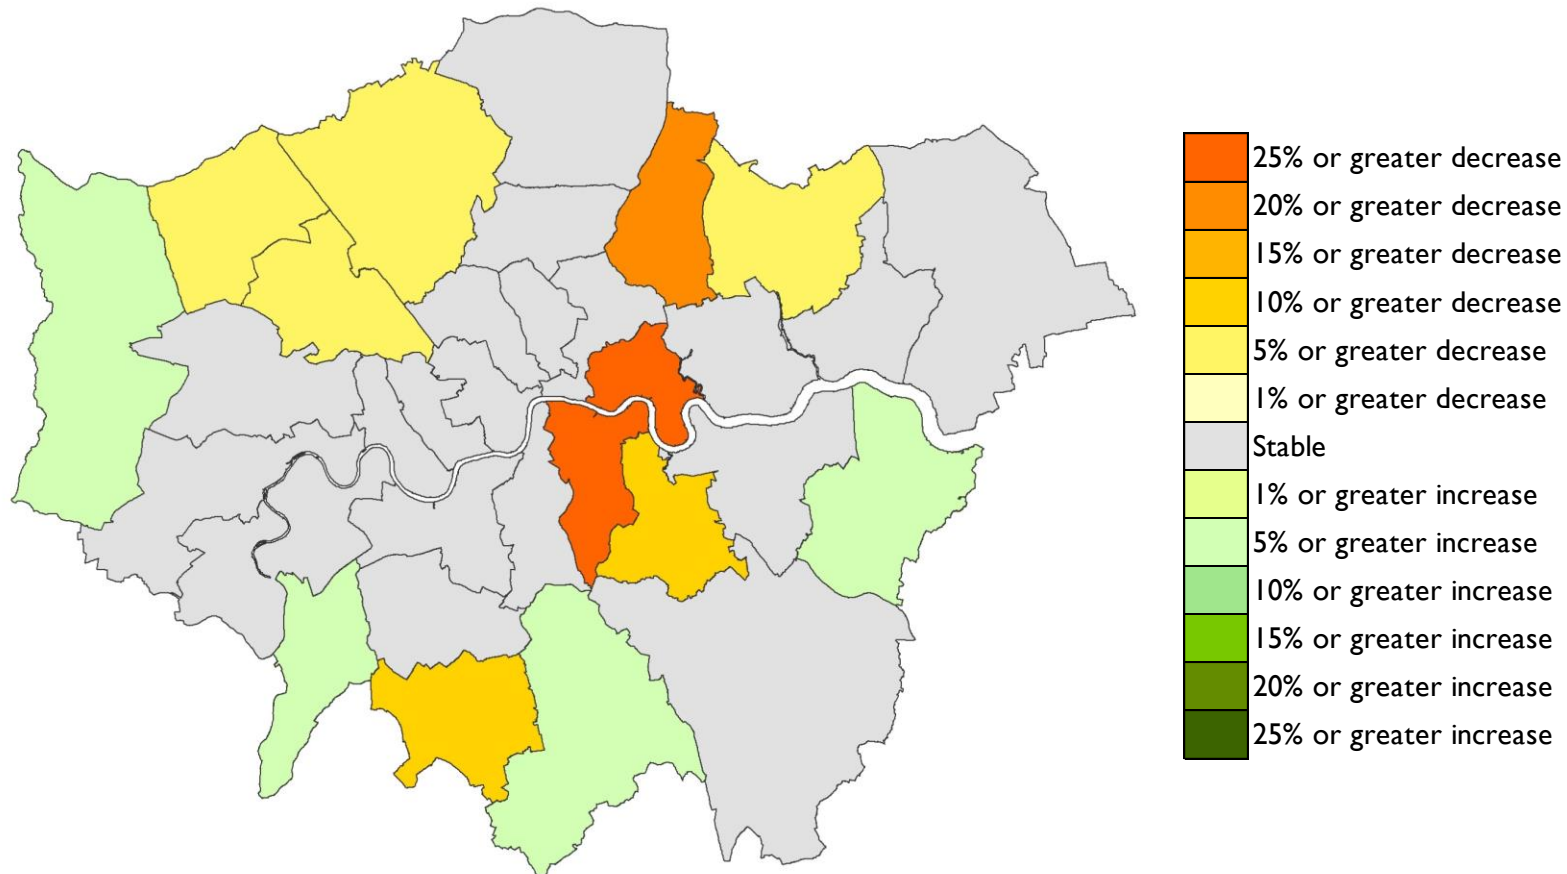 25% or greater decrease
20% or greater decrease
15% or greater decrease
10% or greater decrease
5% or greater decrease
1% or greater decrease
Stable
1% or greater increase
5% or greater increase
10% or greater increase
15% or greater increase
20% or greater increase
25% or greater increase